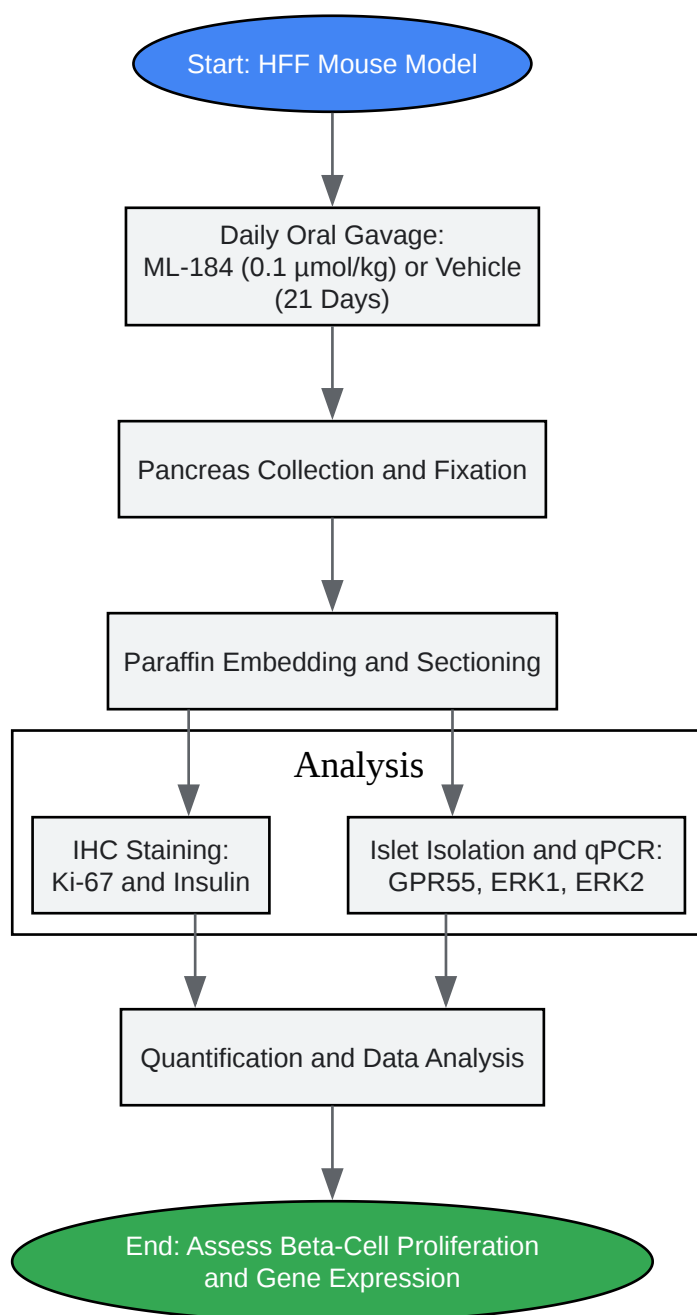 Start: HFF Mouse Model
Daily Oral Gavage:
ML-184 (0.1 µmol/kg) or Vehicle
(21 Days)
Pancreas Collection and Fixation
Paraffin Embedding and Sectioning
Analysis
IHC Staining:
Ki-67 and Insulin
Islet Isolation and qPCR:
GPR55, ERK1, ERK2
Quantification and Data Analysis
End: Assess Beta-Cell Proliferation
and Gene Expression